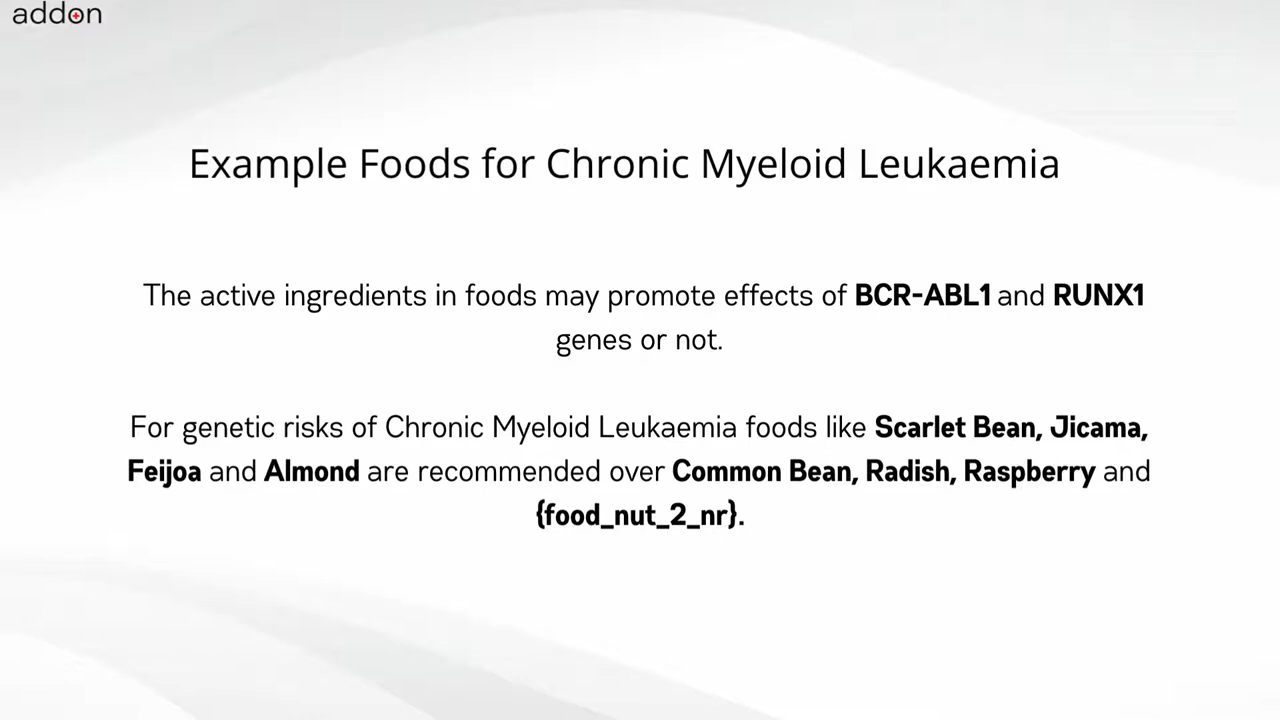 addon
Example Foods for Chronic Myeloid Leukaemia
The active ingredients in foods may promote effects of BCR-ABL1 and RUNX1
genes or not.
For genetic risks of Chronic Myeloid Leukaemia foods like Scarlet Bean, Jicama,
Feijoa and Almond are recommended over Common Bean, Radish, Raspberry and
{food_nut_2_nr}.